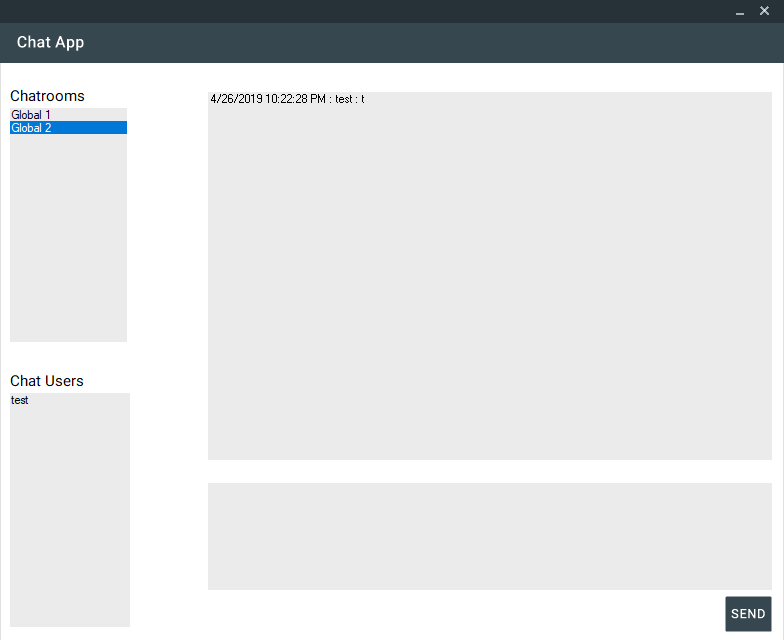 Chat App
Chatrooms
Global 1
Global 2
4/26/2019 10:22:28 PM : test : t
Chat Users
test
SEND